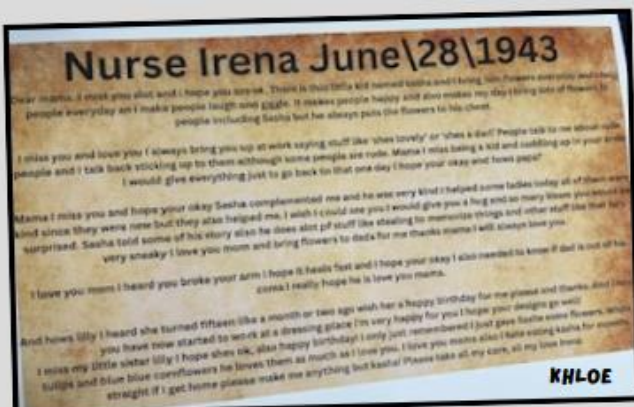 Nurse Irena June\28\1943
Dear mama. I miss you alot and I hope you are ok. There is this little kid named sasha and I bring him flowers everyday and
people everyday an I make people laugh and giggle. It makes people happy and also makes my day I bring lots of flowers to
people including Sasha but he always puts the flowers to his chest
I miss you and love you I always bring you up at work saying stuff like 'shes lovely' or 'shes a darl' People talk to me about rude
people and I talk back sticking up to them although some people are rude. Mama I miss being a kid and cuddling up in your arms
I would give everything just to go back to that one day I hope your okay and hows papa?
Mama I miss you and hope your okay Sasha complemented me and he was very kind I helped some ladies today all of them were
kind since they were new but they also helped me. I wish I could see you I would give you a hug and so many
surprised. Sasha told some of his story also he does alot of stuff like stealing to memorize things and other stuff like that
very sneaky I love you mom and bring flowers to dads for me thanks mama I will always love you
I love you mom I heard you broke your arm I hope it heals fast and I hope your okay I also needed to know if dad is out of his
coma I really hope he is love you mama.
And hows lilly I heard she turned fifteen like a month or two ago wish her a happy birthday for me please and thanks. And
you have now started to work at a dressing place I'm very happy for you I hope your designs go well
I miss my little sister lilly I hope shes ok, also happy birthday! I only just remembered I just gave Sasha some flowers.
tulips and blue blue cornflowers he loves them as much as I love you. I love you mama also I hate eating kasha for
straight if I get home please make me anything but kasha! Please take all my care, all my love Irena
KHLOE